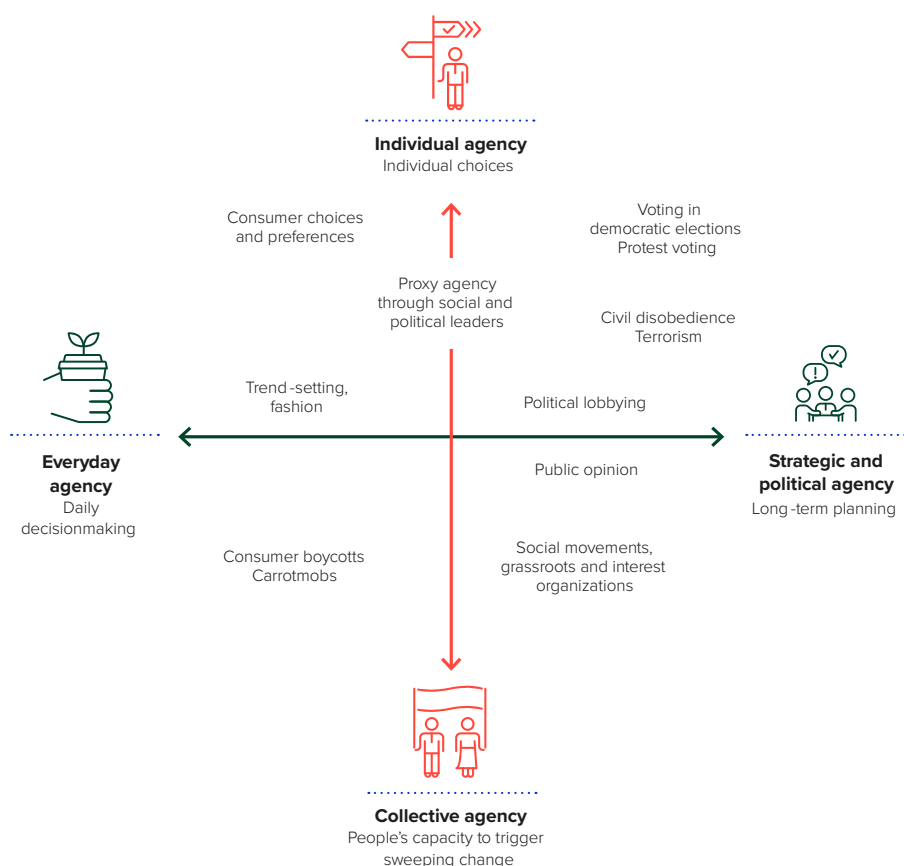 Individual agency
Individual choices
Consumer choices
and preferences
Voting in
democratic elections
Protest voting
Proxy agency
through social and
political leaders
Civil disobedience
Terrorism
Trend-setting,
fashion
Political lobbying
Everyday
agency
Daily
decisionmaking
Public opinion
Strategic and
political agency
Long-term planning
Consumer boycotts
Carrotmobs
Social movements,
grassroots and interest
organizations
Collective agency
People’s capacity to trigger
sweeping change